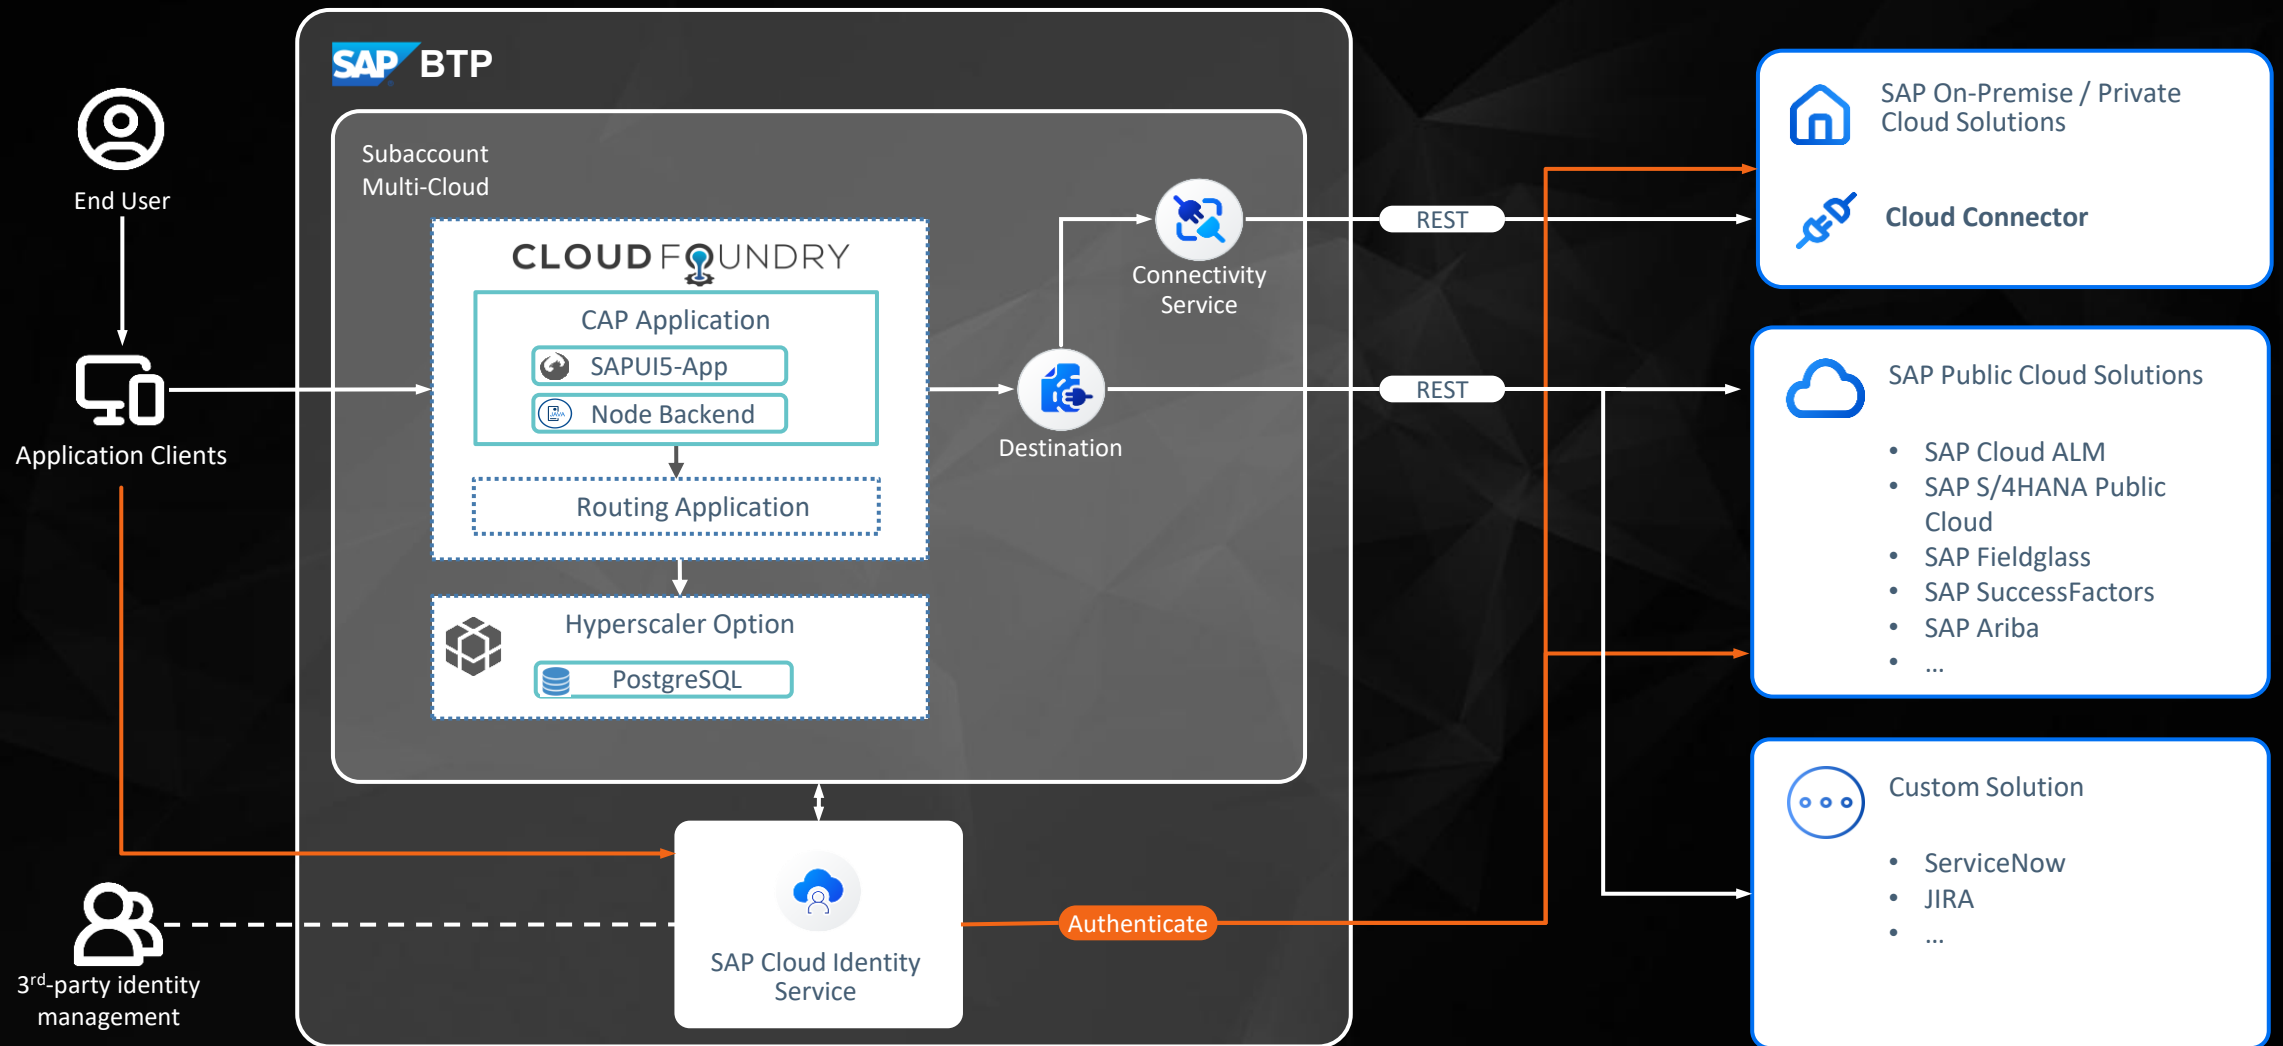 SAP BTP
Subaccount
Multi-Cloud
End User
Application Clients
3rd-party identity
management
CLOUD FOUNDRY
CAP Application
SAPUI5-App
JAVA
Node Backend
Routing Application
Hyperscaler Option
PostgreSQL
Connectivity
Service
Destination
SAP Cloud Identity
Service
REST
REST
Authenticate
SAP On-Premise / Private
Cloud Solutions
Cloud Connector
SAP Public Cloud Solutions
• SAP Cloud ALM
• SAP S/4HANA Public
Cloud
• SAP Fieldglass
• SAP SuccessFactors
• SAP Ariba
• ...
Custom Solution
• ServiceNow
• JIRA
• ...